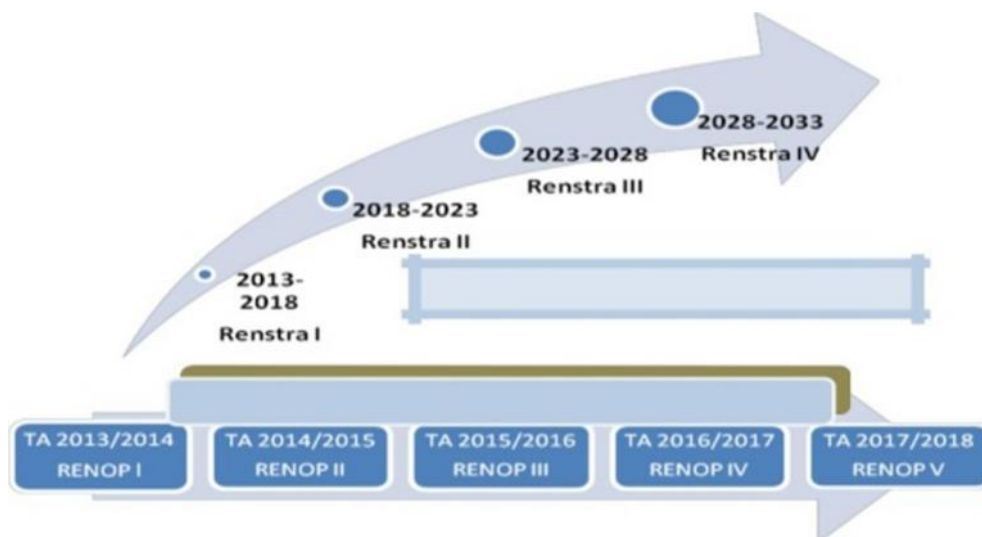 2028-2033
Renstra IV
2023-2028
Renstra III
2018-2023
Renstra II
2013-
2018
Renstra I
TA 2013/2014
RENOP I
TA 2014/2015
RENOP II
TA 2015/2016
RENOP III
TA 2016/2017
RENOP IV
TA 2017/2018
RENOP V